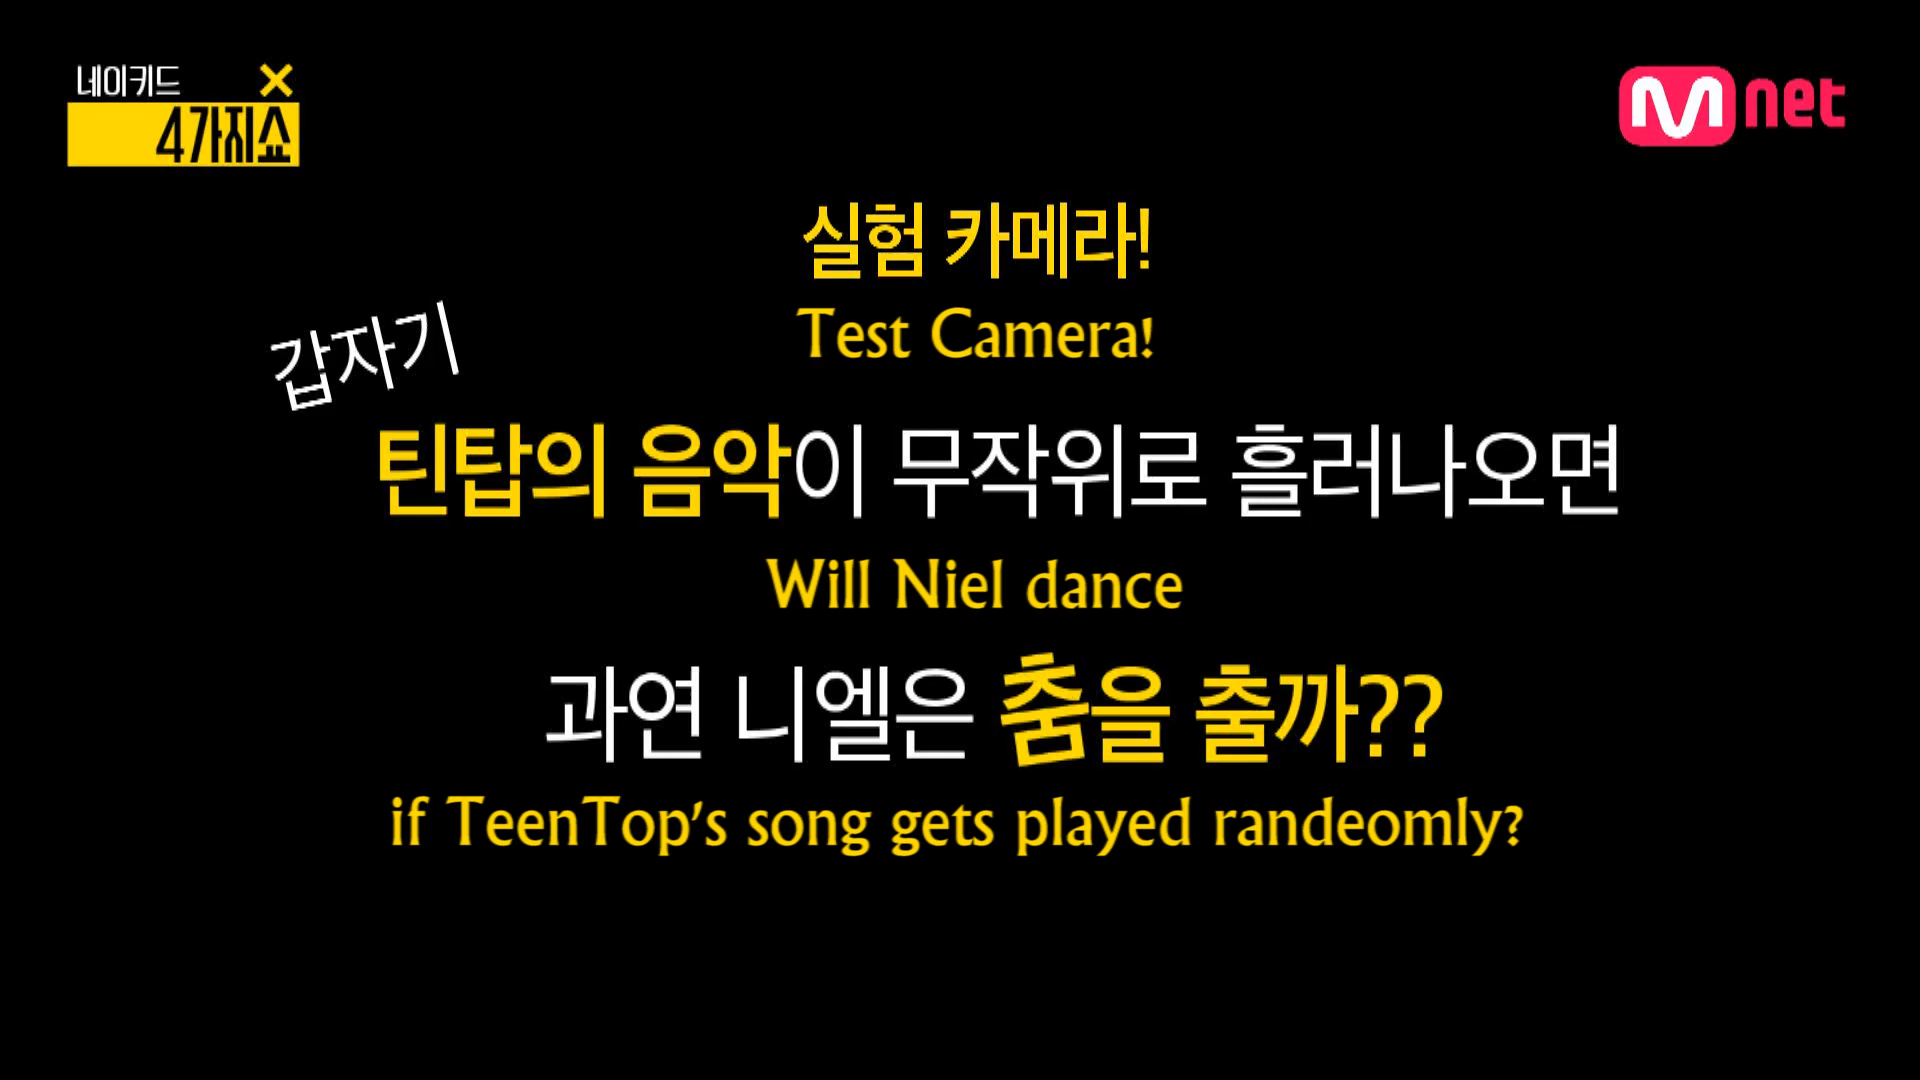 네이키드
4가지쇼
M net
실험 카메라!
Test Camera!
갑자기
틴탑의 음악이 무작위로 흘러나오면
Will Niel dance
과연 니엘은 춤을 출까??
if TeenTop's song gets played randeomly?